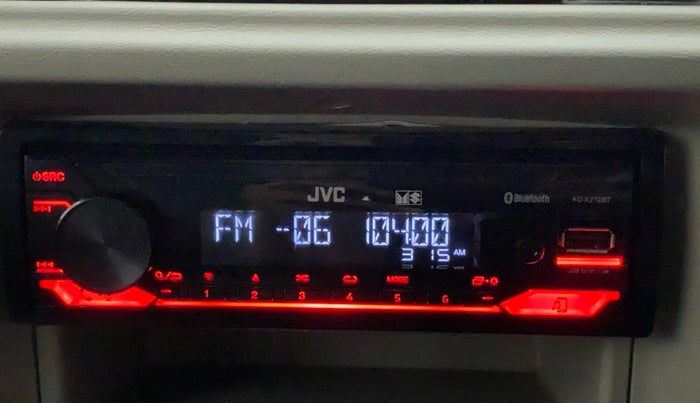 SRC
JVC
Bluetooth
KD-X270BT
FM --06 104.00
3 15 AM
1 2 3 4 5 6
MODE